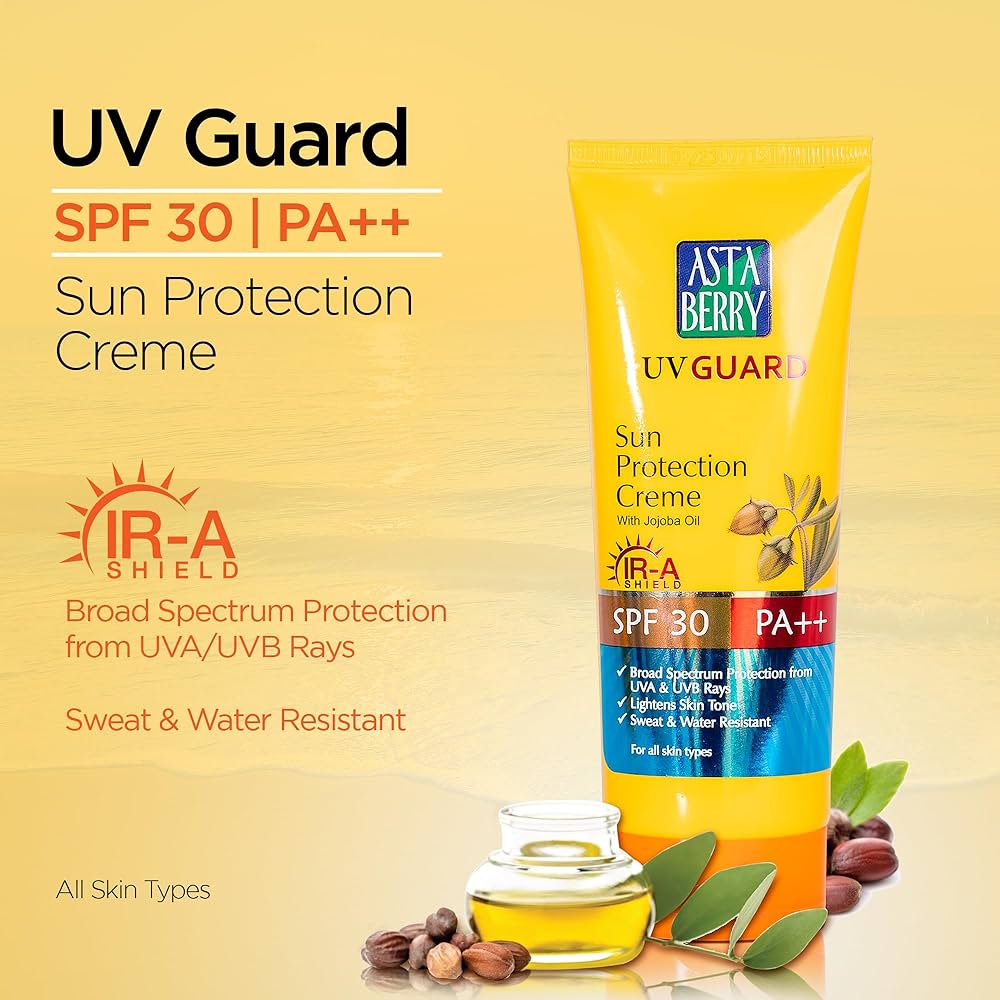 UV Guard
SPF 30 | PA++
Sun Protection
Creme
IR-A
SHIELD
Broad Spectrum Protection
from UVA/UVB Rays
Sweat & Water Resistant
All Skin Types
ASTA
BERRY
UV GUARD
Sun
Protection
Creme
With Jojoba Oil
IR-A
SHIELD
SPF 30 PA++
✓ Broad Spectrum Protection from
UVA & UVB Rays
✓ Lightens Skin Tone
✓ Sweat & Water Resistant
For all skin types